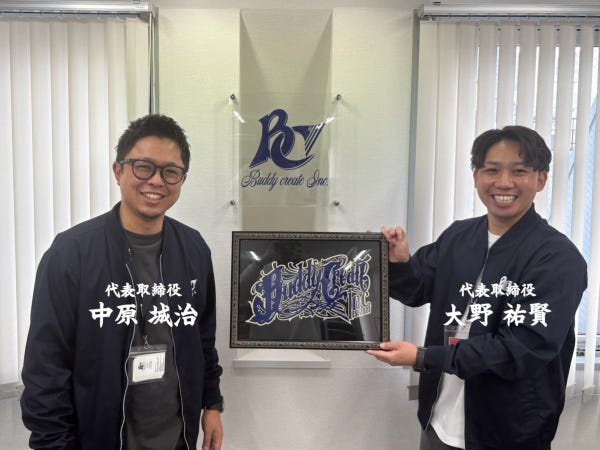 BC
Buddy create Inc.
Buddy Create
代表取締役
中原 城治
代表取締役
大野 祐賢